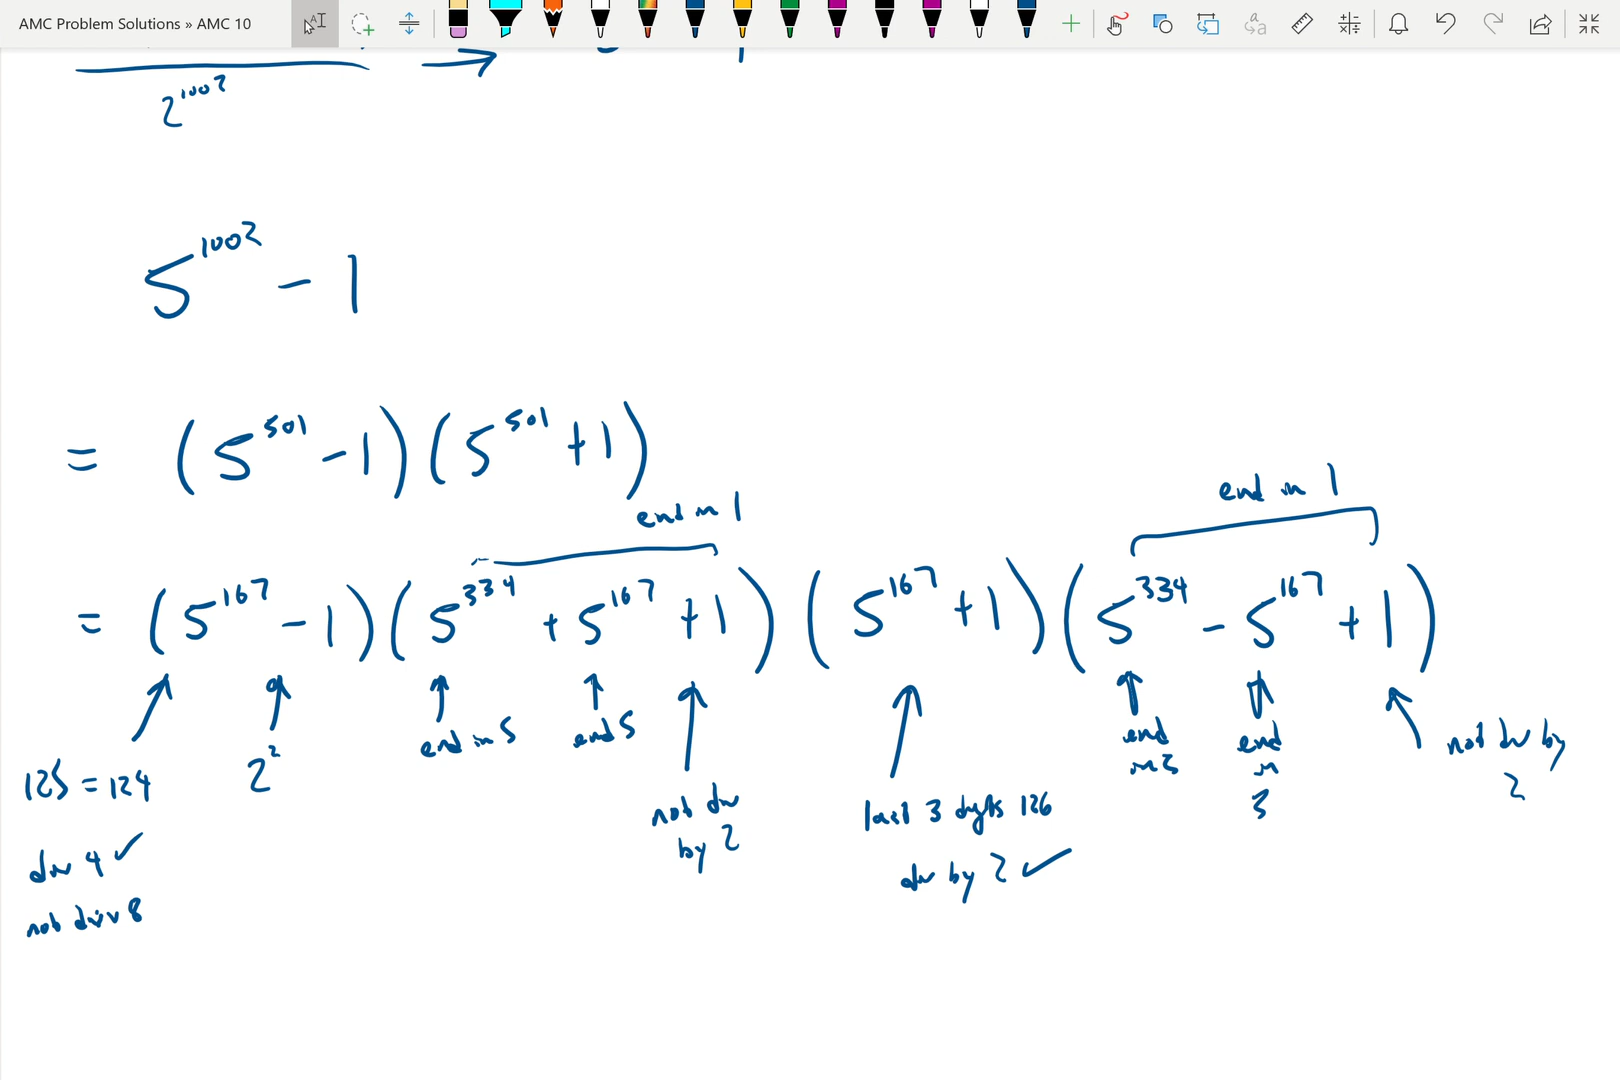 AMC Problem Solutions » AMC 10
2^1002
5^1002 - 1
= (5^501 - 1)(5^501 + 1)
end in 1
end in 1
= (5^167 - 1)(5^334 + 5^167 + 1)(5^167 + 1)(5^334 - 5^167 + 1)
125 = 124
div 4 ✓
not div 8
2^2
end in 5
end 5
not div
by 2
last 3 dgts 126
div by 2 ✓
end
in 5
end
in
5
not div by
2